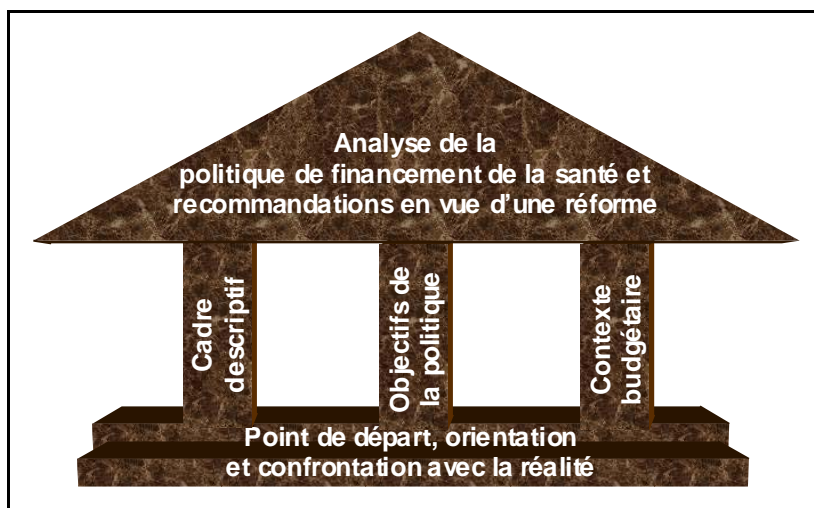 Analyse de la
politique de financement de la santé et
recommandations en vue d'une réforme
Cadre
descriptif
Objectifs de
la politique
Contexte
budgétaire
Point de départ, orientation
et confrontation avec la réalité